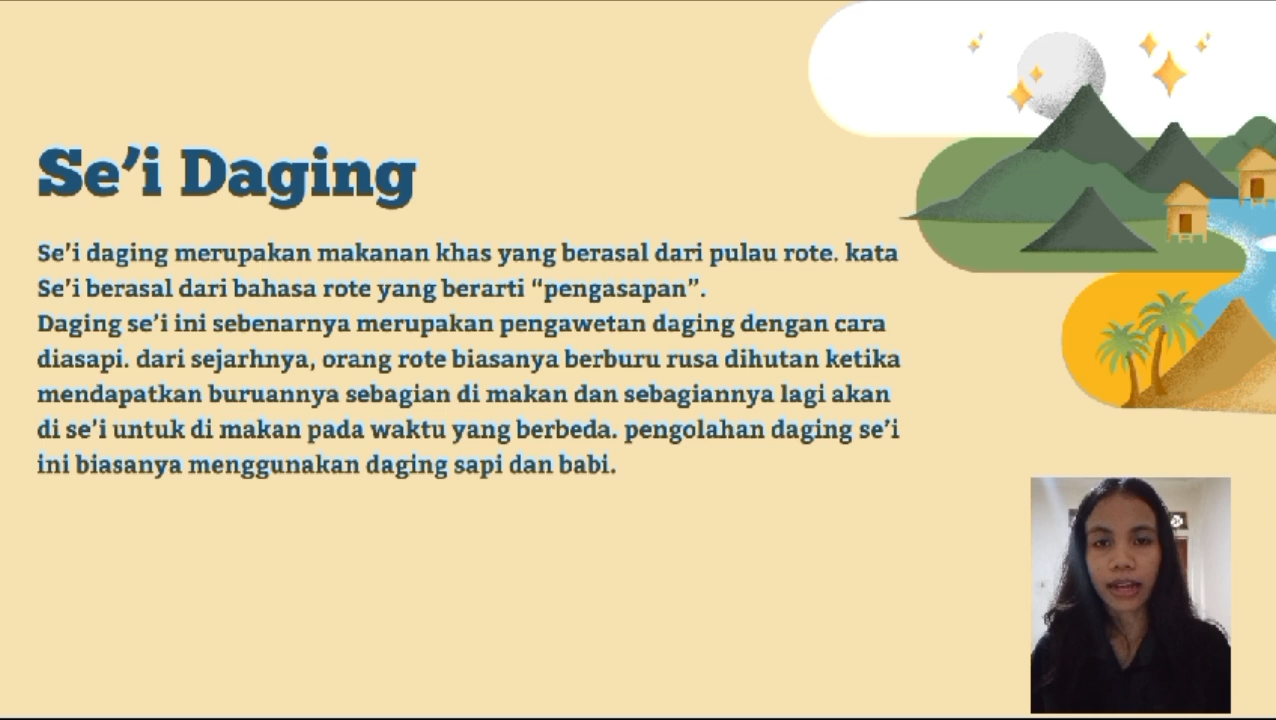 Se’i Daging
Se’i daging merupakan makanan khas yang berasal dari pulau rote. kata
Se’i berasal dari bahasa rote yang berarti “pengasapan”.
Daging se’i ini sebenarnya merupakan pengawetan daging dengan cara
diasapi. dari sejarhnya, orang rote biasanya berburu rusa dihutan ketika
mendapatkan buruannya sebagian di makan dan sebagiannya lagi akan
di se’i untuk di makan pada waktu yang berbeda. pengolahan daging se’i
ini biasanya menggunakan daging sapi dan babi.